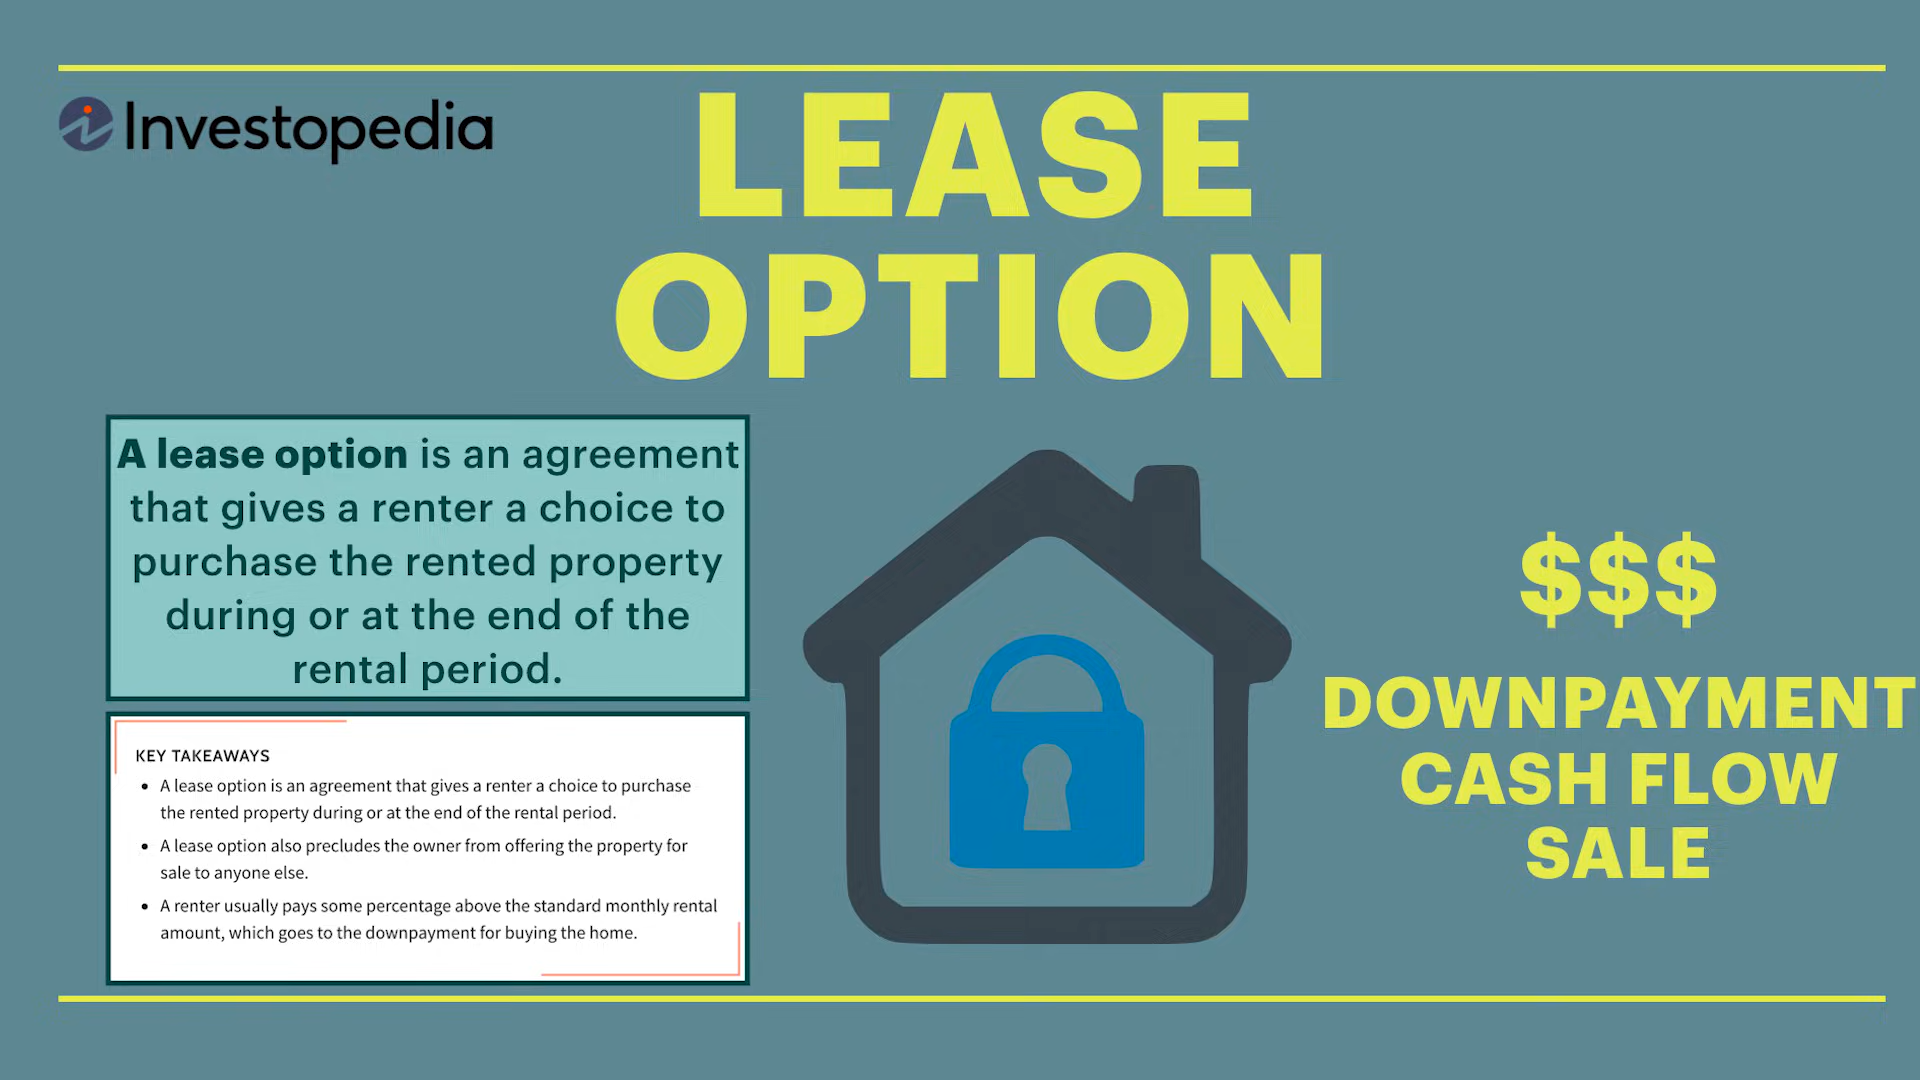 Investopedia
LEASE
OPTION
A lease option is an agreement
that gives a renter a choice to
purchase the rented property
during or at the end of the
rental period.
KEY TAKEAWAYS
• A lease option is an agreement that gives a renter a choice to purchase
the rented property during or at the end of the rental period.
• A lease option also precludes the owner from offering the property for
sale to anyone else.
• A renter usually pays some percentage above the standard monthly rental
amount, which goes to the downpayment for buying the home.
$$$
DOWNPAYMENT
CASH FLOW
SALE